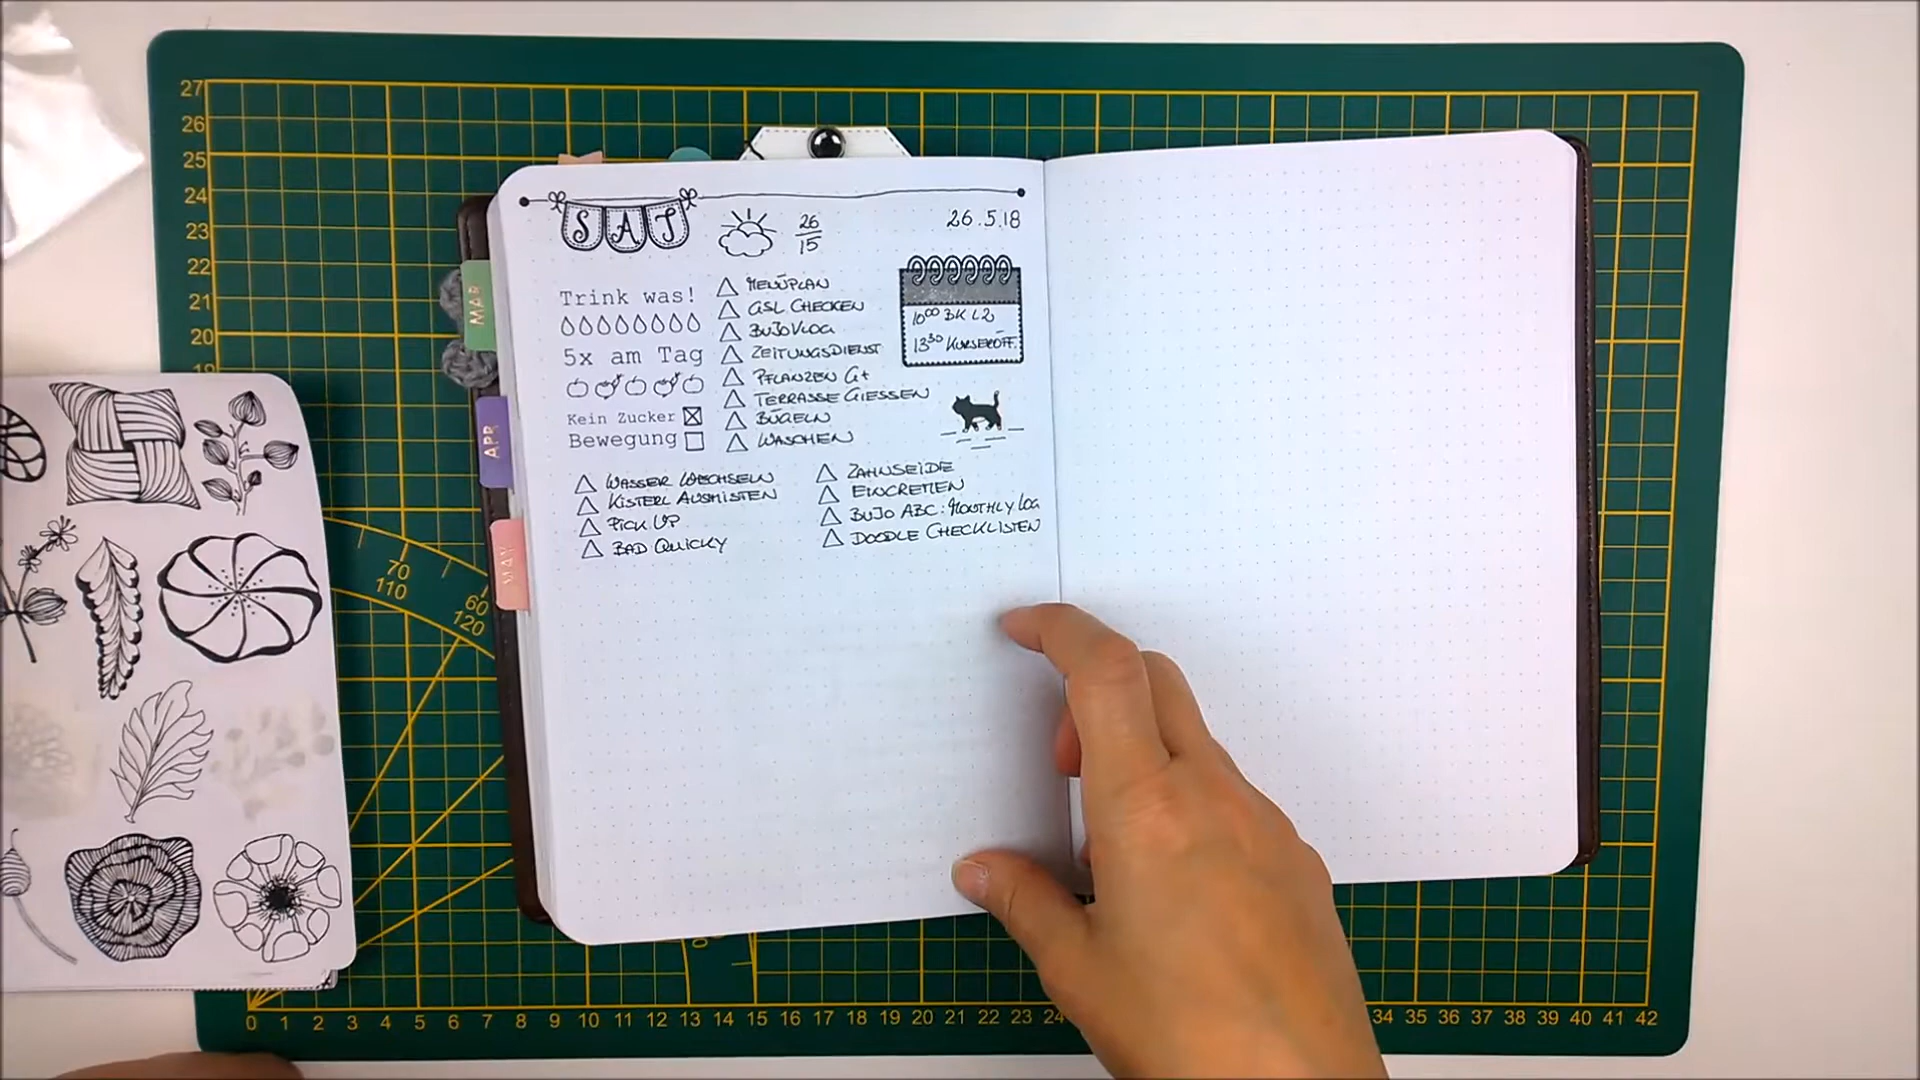 SAT
26
15
26.5.18
Trink was!
5x am Tag
Kein Zucker
Bewegung
MENÜPLAN
GSL CHECKEN
BUJOVLOG
ZEITUNGSDIENST
PFLANZEN G+
TERRASSE GIESSEN
BÜGELN
WASCHEN
10⁰⁰ BK L2
13³⁰ KURSERÖFF.
WASSER WECHSELN
KISTERL AUSMISTEN
PICK UP
BAD QUICKY
ZAHNSEIDE
EINCREMEN
BUJO ABC: MONTHLY LOG
DOODLE CHECKLISTEN
MAR
APR
MAY
27
26
25
24
23
22
21
20
19
70
110
60
120
0 1 2 3 4 5 6 7 8 9 10 11 12 13 14 15 16 17 18 19 20 21 22 23 24 34 35 36 37 38 39 40 41 42